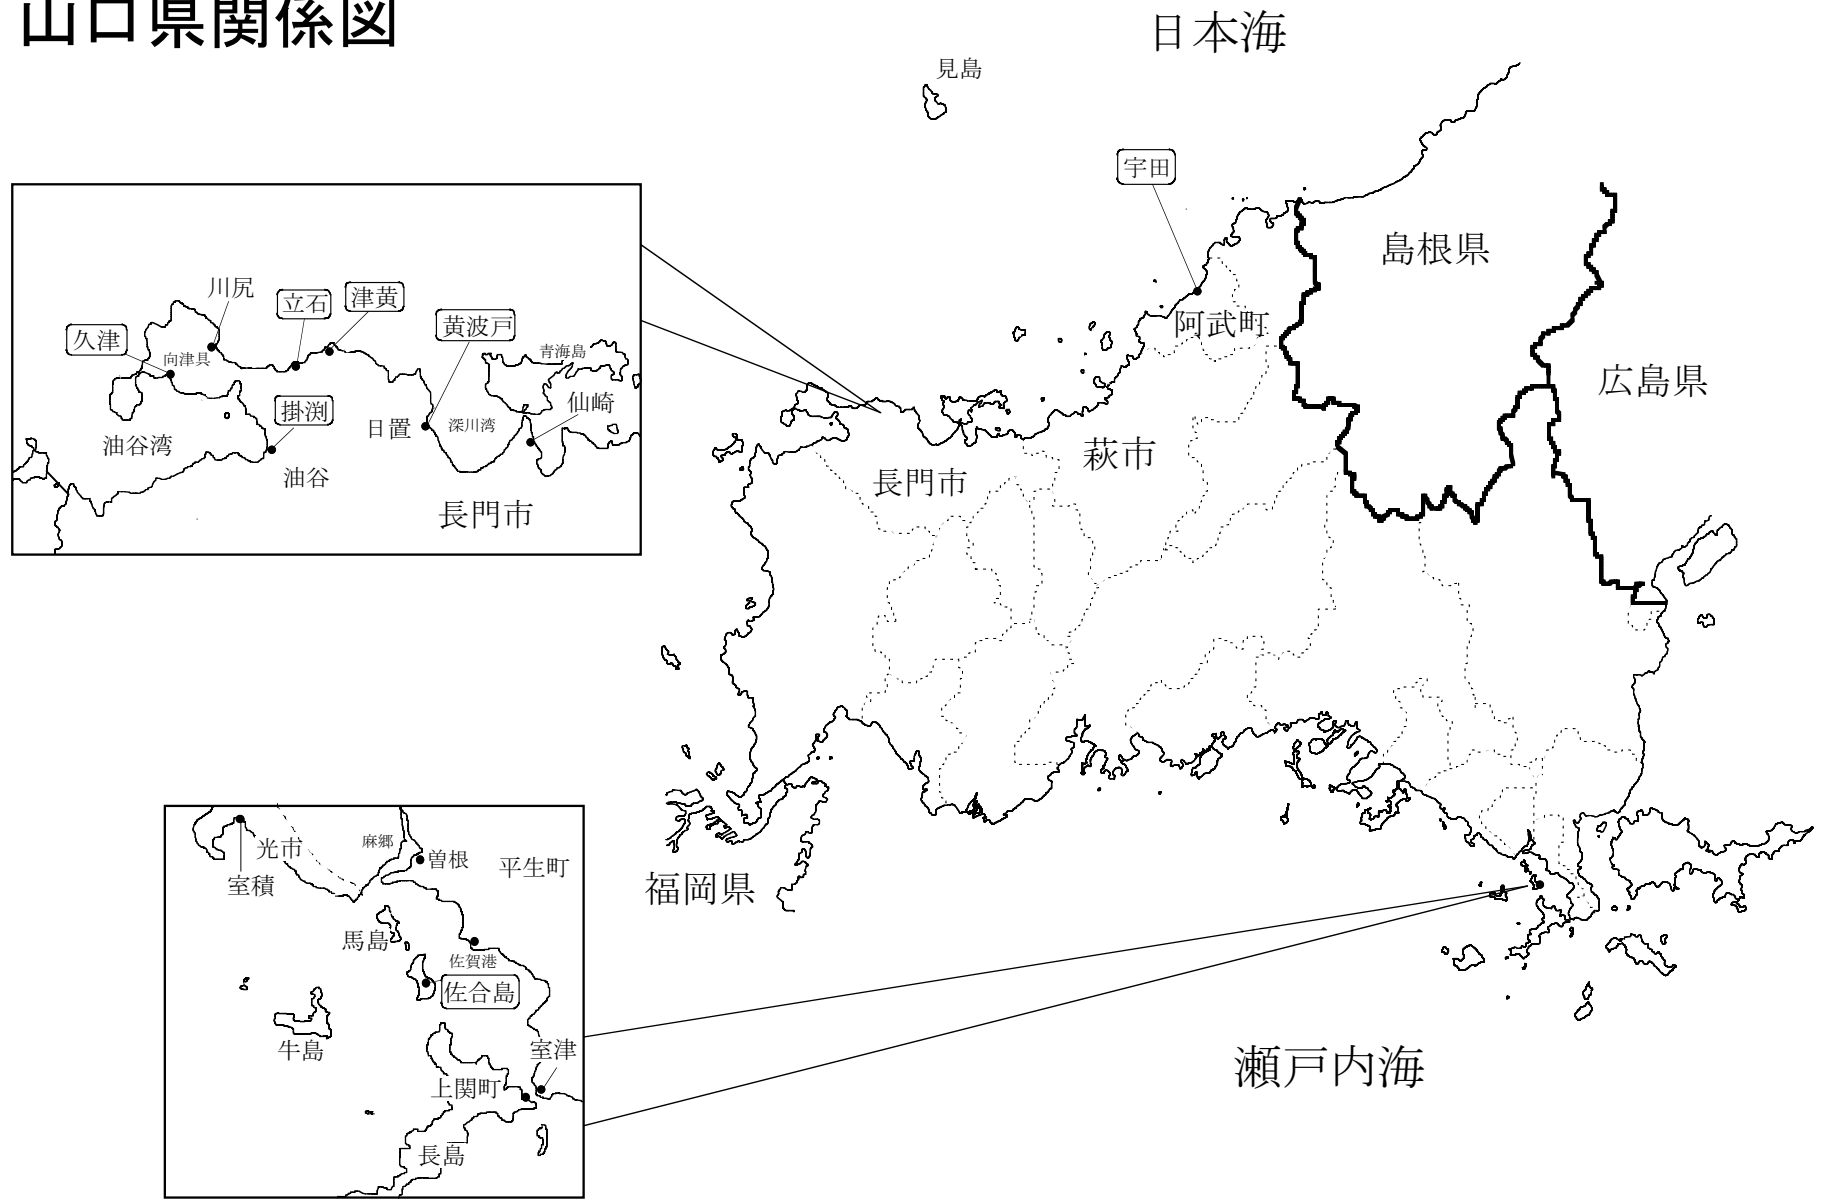 山口県関係図
日本海
見島
宇田
島根県
阿武町
広島県
萩市
長門市
川尻
立石
津黄
久津
向津具
黄波戸
青海島
掛渕
仙崎
日置
深川湾
油谷湾
油谷
長門市
福岡県
瀬戸内海
光市
麻郷
曽根
平生町
室積
馬島
佐賀港
佐合島
牛島
室津
上関町
長島